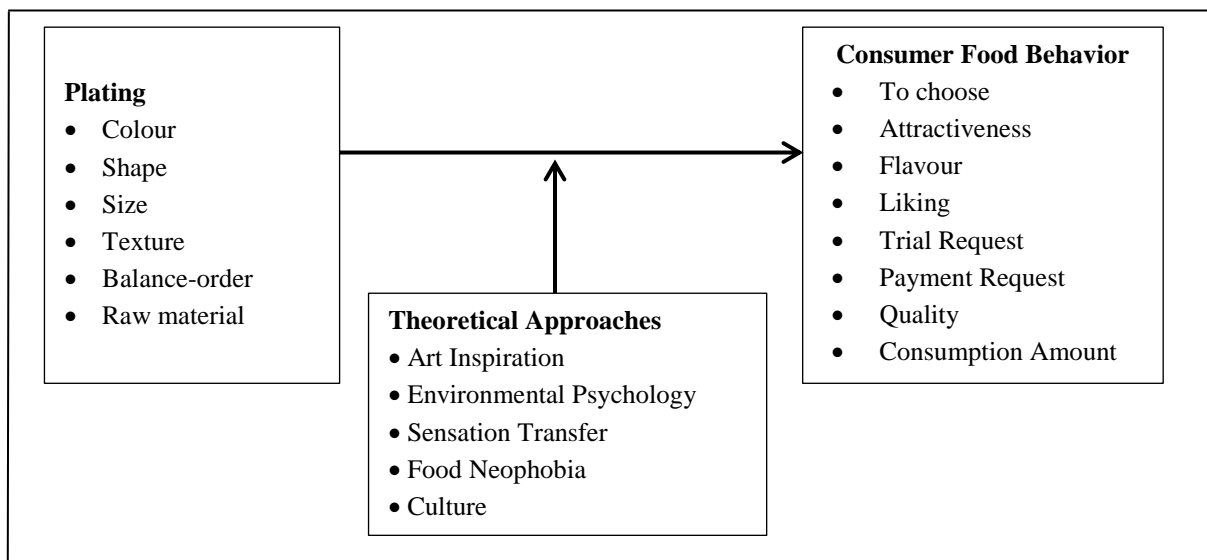 Plating
• Colour
• Shape
• Size
• Texture
• Balance-order
• Raw material
Consumer Food Behavior
• To choose
• Attractiveness
• Flavour
• Liking
• Trial Request
• Payment Request
• Quality
• Consumption Amount
Theoretical Approaches
• Art Inspiration
• Environmental Psychology
• Sensation Transfer
• Food Neophobia
• Culture